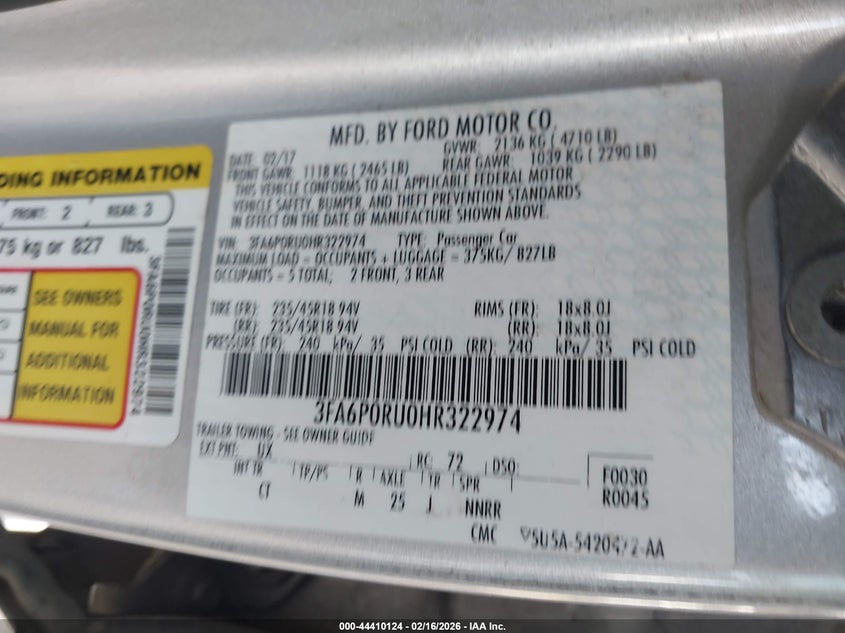 DING INFORMATION
FRONT: 2 REAR: 3
75 kg or 827 lbs.
SEE OWNERS
MANUAL FOR
ADDITIONAL
INFORMATION
3FA6P0RU0HR322974
MFD. BY FORD MOTOR CO.
DATE: 02/17 GVWR: 2136 KG ( 4710 LB)
FRONT GAWR: 1118 KG ( 2465 LB) REAR GAWR: 1039 KG ( 2290 LB)
THIS VEHICLE CONFORMS TO ALL APPLICABLE FEDERAL MOTOR
VEHICLE SAFETY, BUMPER, AND THEFT PREVENTION STANDARDS
IN EFFECT ON THE DATE OF MANUFACTURE SHOWN ABOVE.
VIN: 3FA6P0RU0HR322974 TYPE: Passenger Car
MAXIMUM LOAD = OCCUPANTS + LUGGAGE = 375KG/ 827LB
OCCUPANTS = 5 TOTAL, 2 FRONT, 3 REAR
TIRE (FR): 235/45R18 94V RIMS (FR): 18x8.0J
(RR): 235/45R18 94V (RR): 18x8.0J
PRESSURE (FR): 240 kPa/ 35 PSI COLD (RR): 240 kPa/ 35 PSI COLD
3FA6P0RU0HR322974
TRAILER TOWING - SEE OWNER GUIDE
EXT PNT: UX RC: 72 DSO: F0030
INT TR TP/PS R AXLE TR SPR R0045
CT M 25 J NNRR
CMC 5U5A-5420472-AA
000-44410124 - 02/16/2026 - IAA Inc.